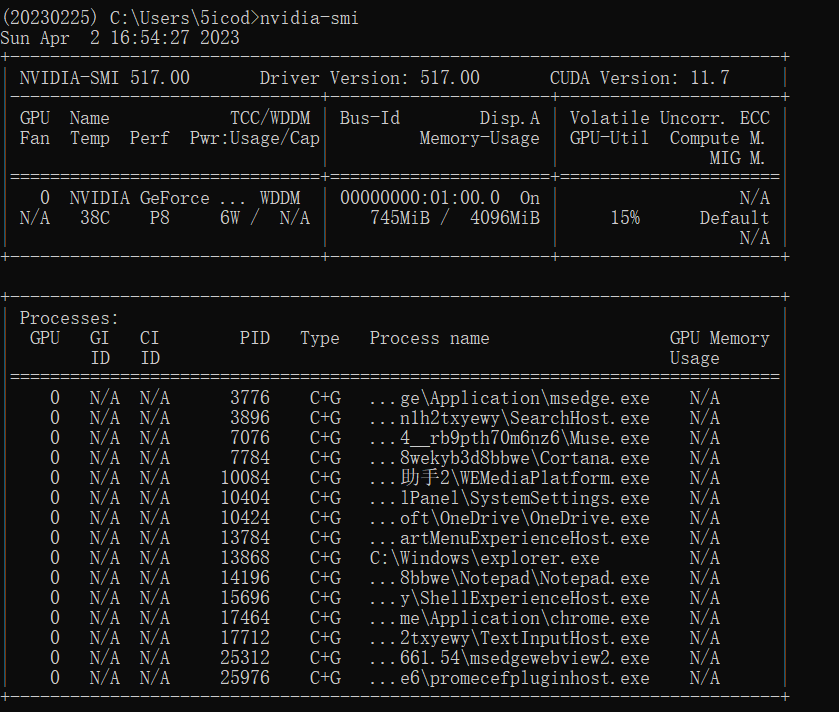 (20230225) C:\Users\5icod>nvidia-smi
Sun Apr  2 16:54:27 2023
+-----------------------------------------------------------------------------+
| NVIDIA-SMI 517.00       Driver Version: 517.00       CUDA Version: 11.7     |
|-------------------------------+----------------------+----------------------+
| GPU  Name            TCC/WDDM | Bus-Id        Disp.A | Volatile Uncorr. ECC |
| Fan  Temp  Perf  Pwr:Usage/Cap|         Memory-Usage | GPU-Util  Compute M. |
|                               |                      |               MIG M. |
|===============================+======================+======================|
|   0  NVIDIA GeForce ... WDDM  | 00000000:01:00.0  On |                  N/A |
| N/A   38C    P8     6W /  N/A |    745MiB /  4096MiB |     15%      Default |
|                               |                      |                  N/A |
+-------------------------------+----------------------+----------------------+

+-----------------------------------------------------------------------------+
| Processes:                                                                  |
|  GPU   GI   CI        PID   Type   Process name                  GPU Memory |
|        ID   ID                                                   Usage      |
|=============================================================================|
|    0   N/A  N/A      3776    C+G   ...ge\Application\msedge.exe    N/A      |
|    0   N/A  N/A      3896    C+G   ...n1h2txyewy\SearchHost.exe    N/A      |
|    0   N/A  N/A      7076    C+G   ...4__rb9pth70m6nz6\Muse.exe    N/A      |
|    0   N/A  N/A      7784    C+G   ...8wekyb3d8bbwe\Cortana.exe    N/A      |
|    0   N/A  N/A     10084    C+G   ...助手2\WEMediaPlatform.exe    N/A      |
|    0   N/A  N/A     10404    C+G   ...lPanel\SystemSettings.exe    N/A      |
|    0   N/A  N/A     10424    C+G   ...oft\OneDrive\OneDrive.exe    N/A      |
|    0   N/A  N/A     13784    C+G   ...artMenuExperienceHost.exe    N/A      |
|    0   N/A  N/A     13868    C+G   C:\Windows\explorer.exe         N/A      |
|    0   N/A  N/A     14196    C+G   ...8bbwe\Notepad\Notepad.exe    N/A      |
|    0   N/A  N/A     15696    C+G   ...y\ShellExperienceHost.exe    N/A      |
|    0   N/A  N/A     17464    C+G   ...me\Application\chrome.exe    N/A      |
|    0   N/A  N/A     17712    C+G   ...2txyewy\TextInputHost.exe    N/A      |
|    0   N/A  N/A     25312    C+G   ...661.54\msedgewebview2.exe    N/A      |
|    0   N/A  N/A     25976    C+G   ...e6\promecefpluginhost.exe    N/A      |
+-----------------------------------------------------------------------------+